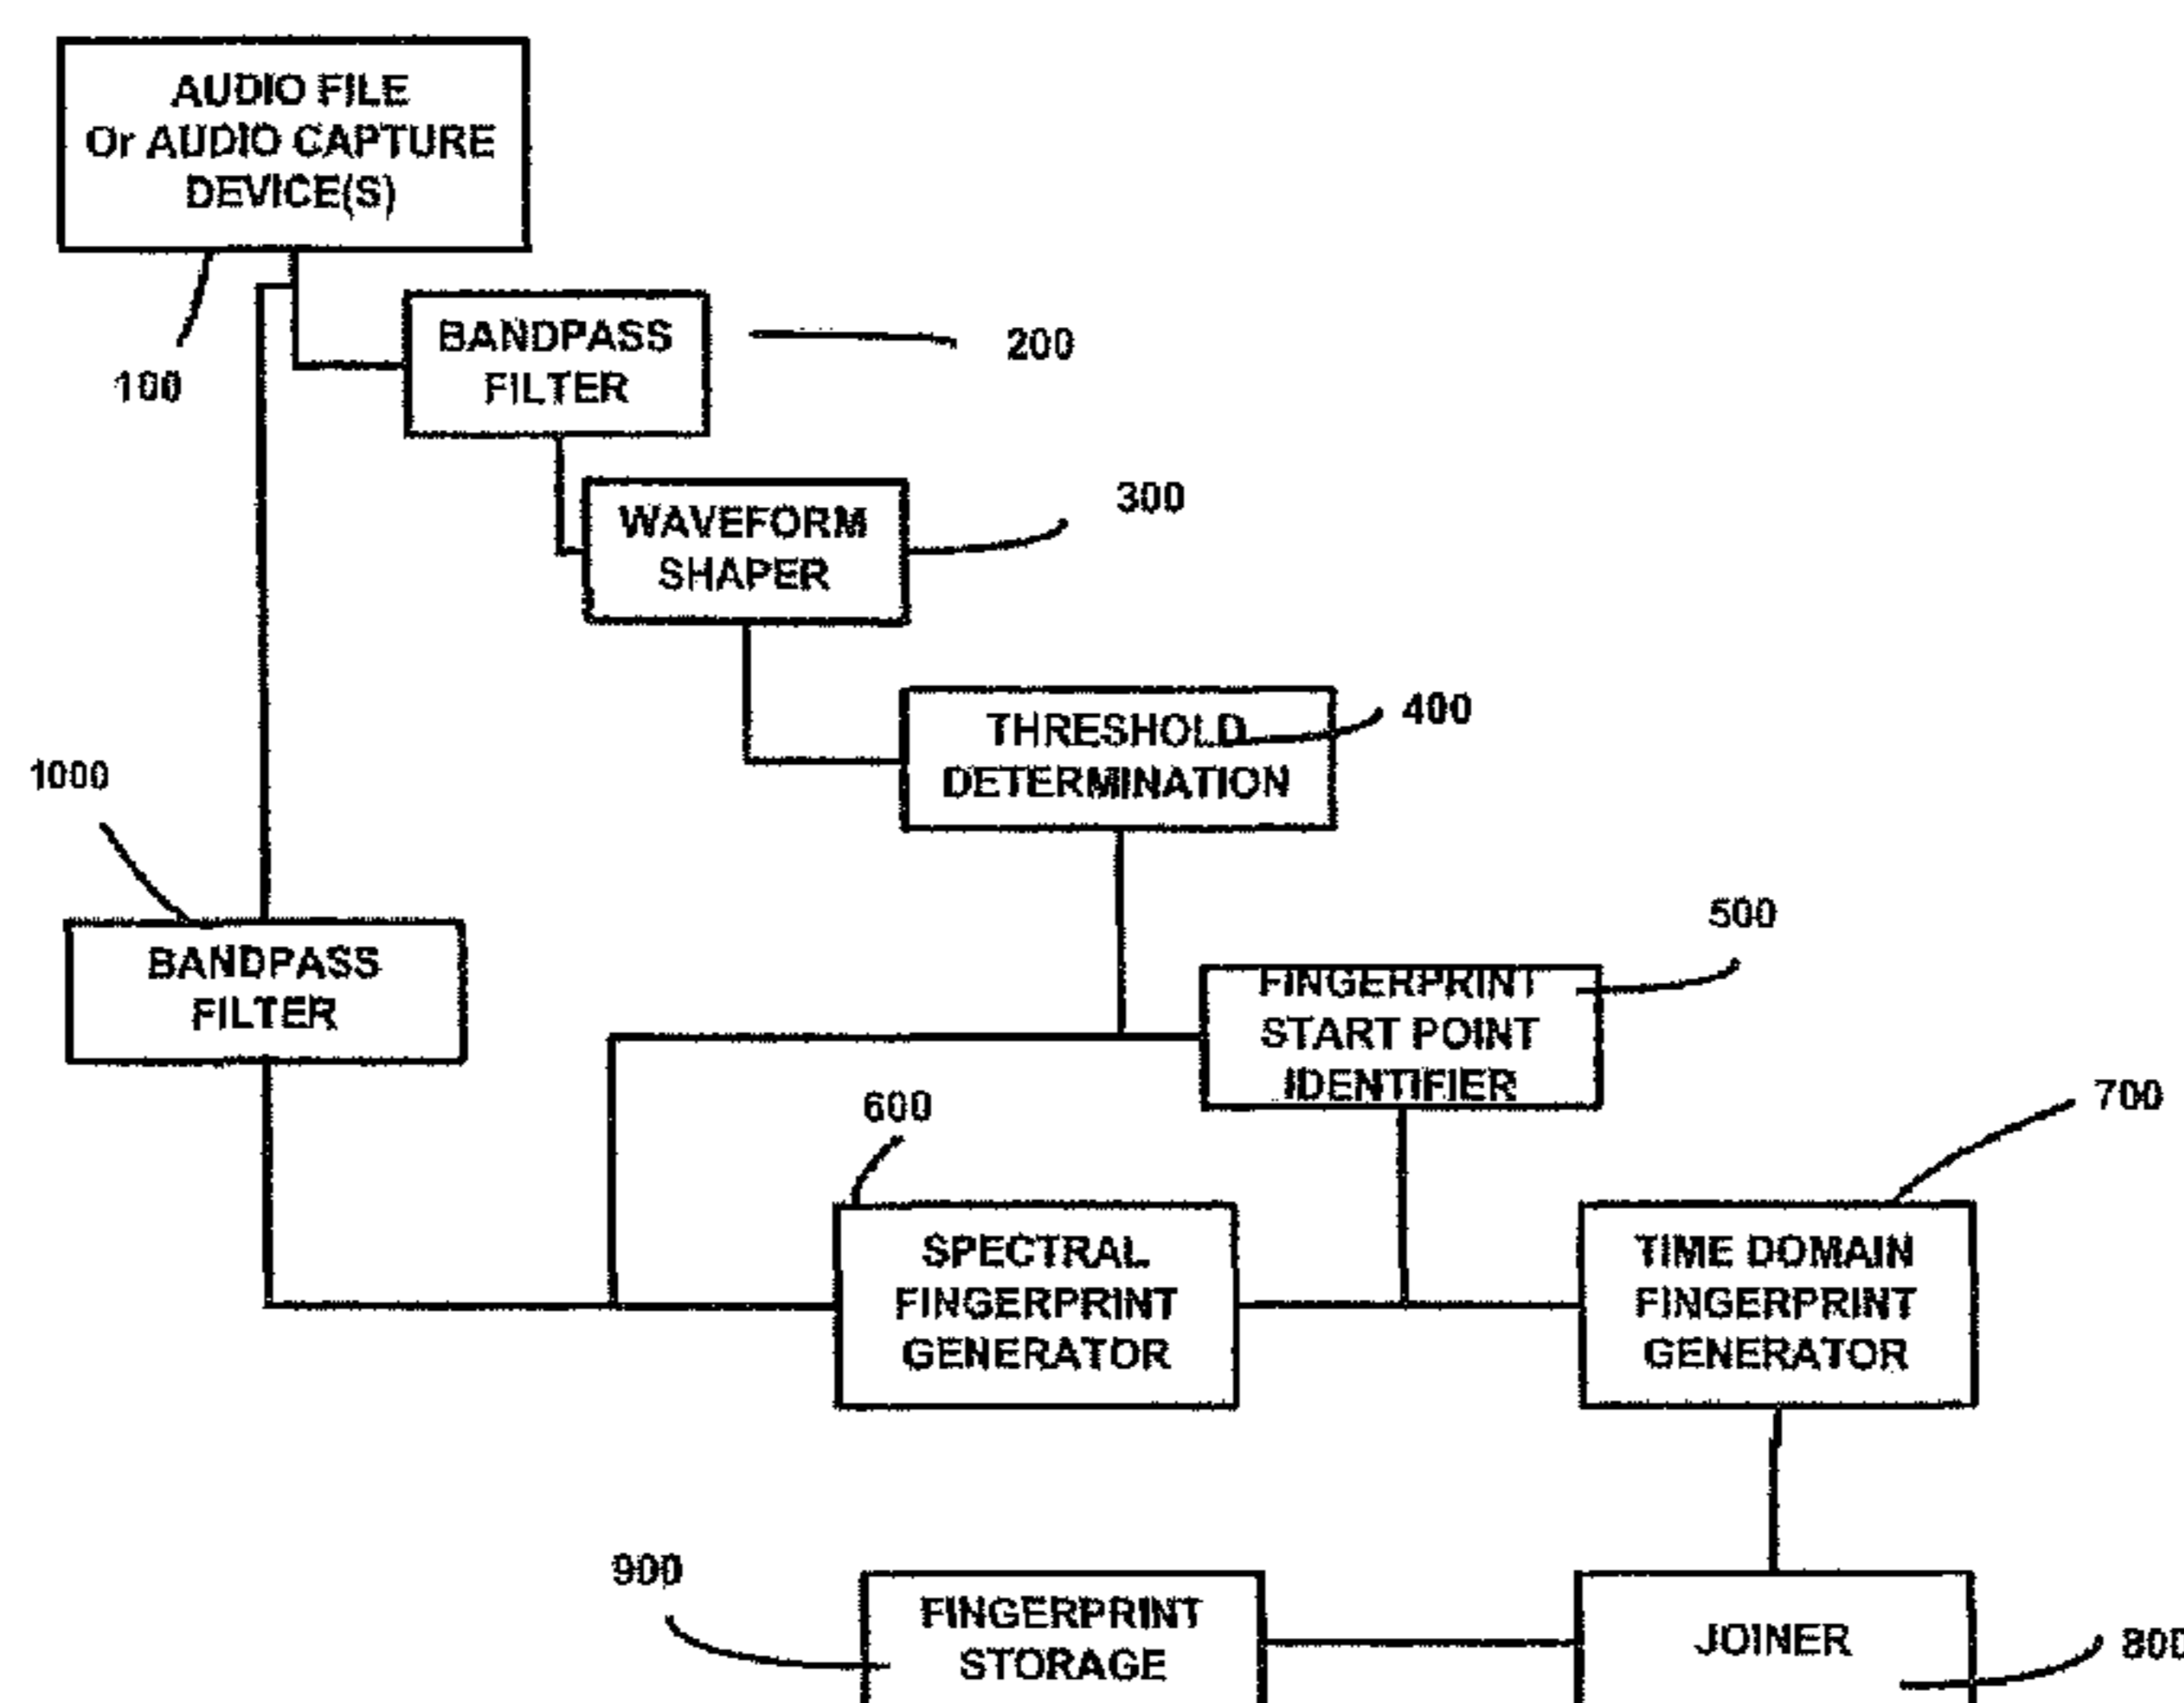 AUDIO FILE
Or AUDIO CAPTURE
DEVICE(S)
100
BANDPASS
FILTER
200
WAVEFORM
SHAPER
300
THRESHOLD
DETERMINATION
400
1000
BANDPASS
FILTER
500
FINGERPRINT
START POINT
IDENTIFIER
600
SPECTRAL
FINGERPRINT
GENERATOR
700
TIME DOMAIN
FINGERPRINT
GENERATOR
900
FINGERPRINT
STORAGE
JOINER
800